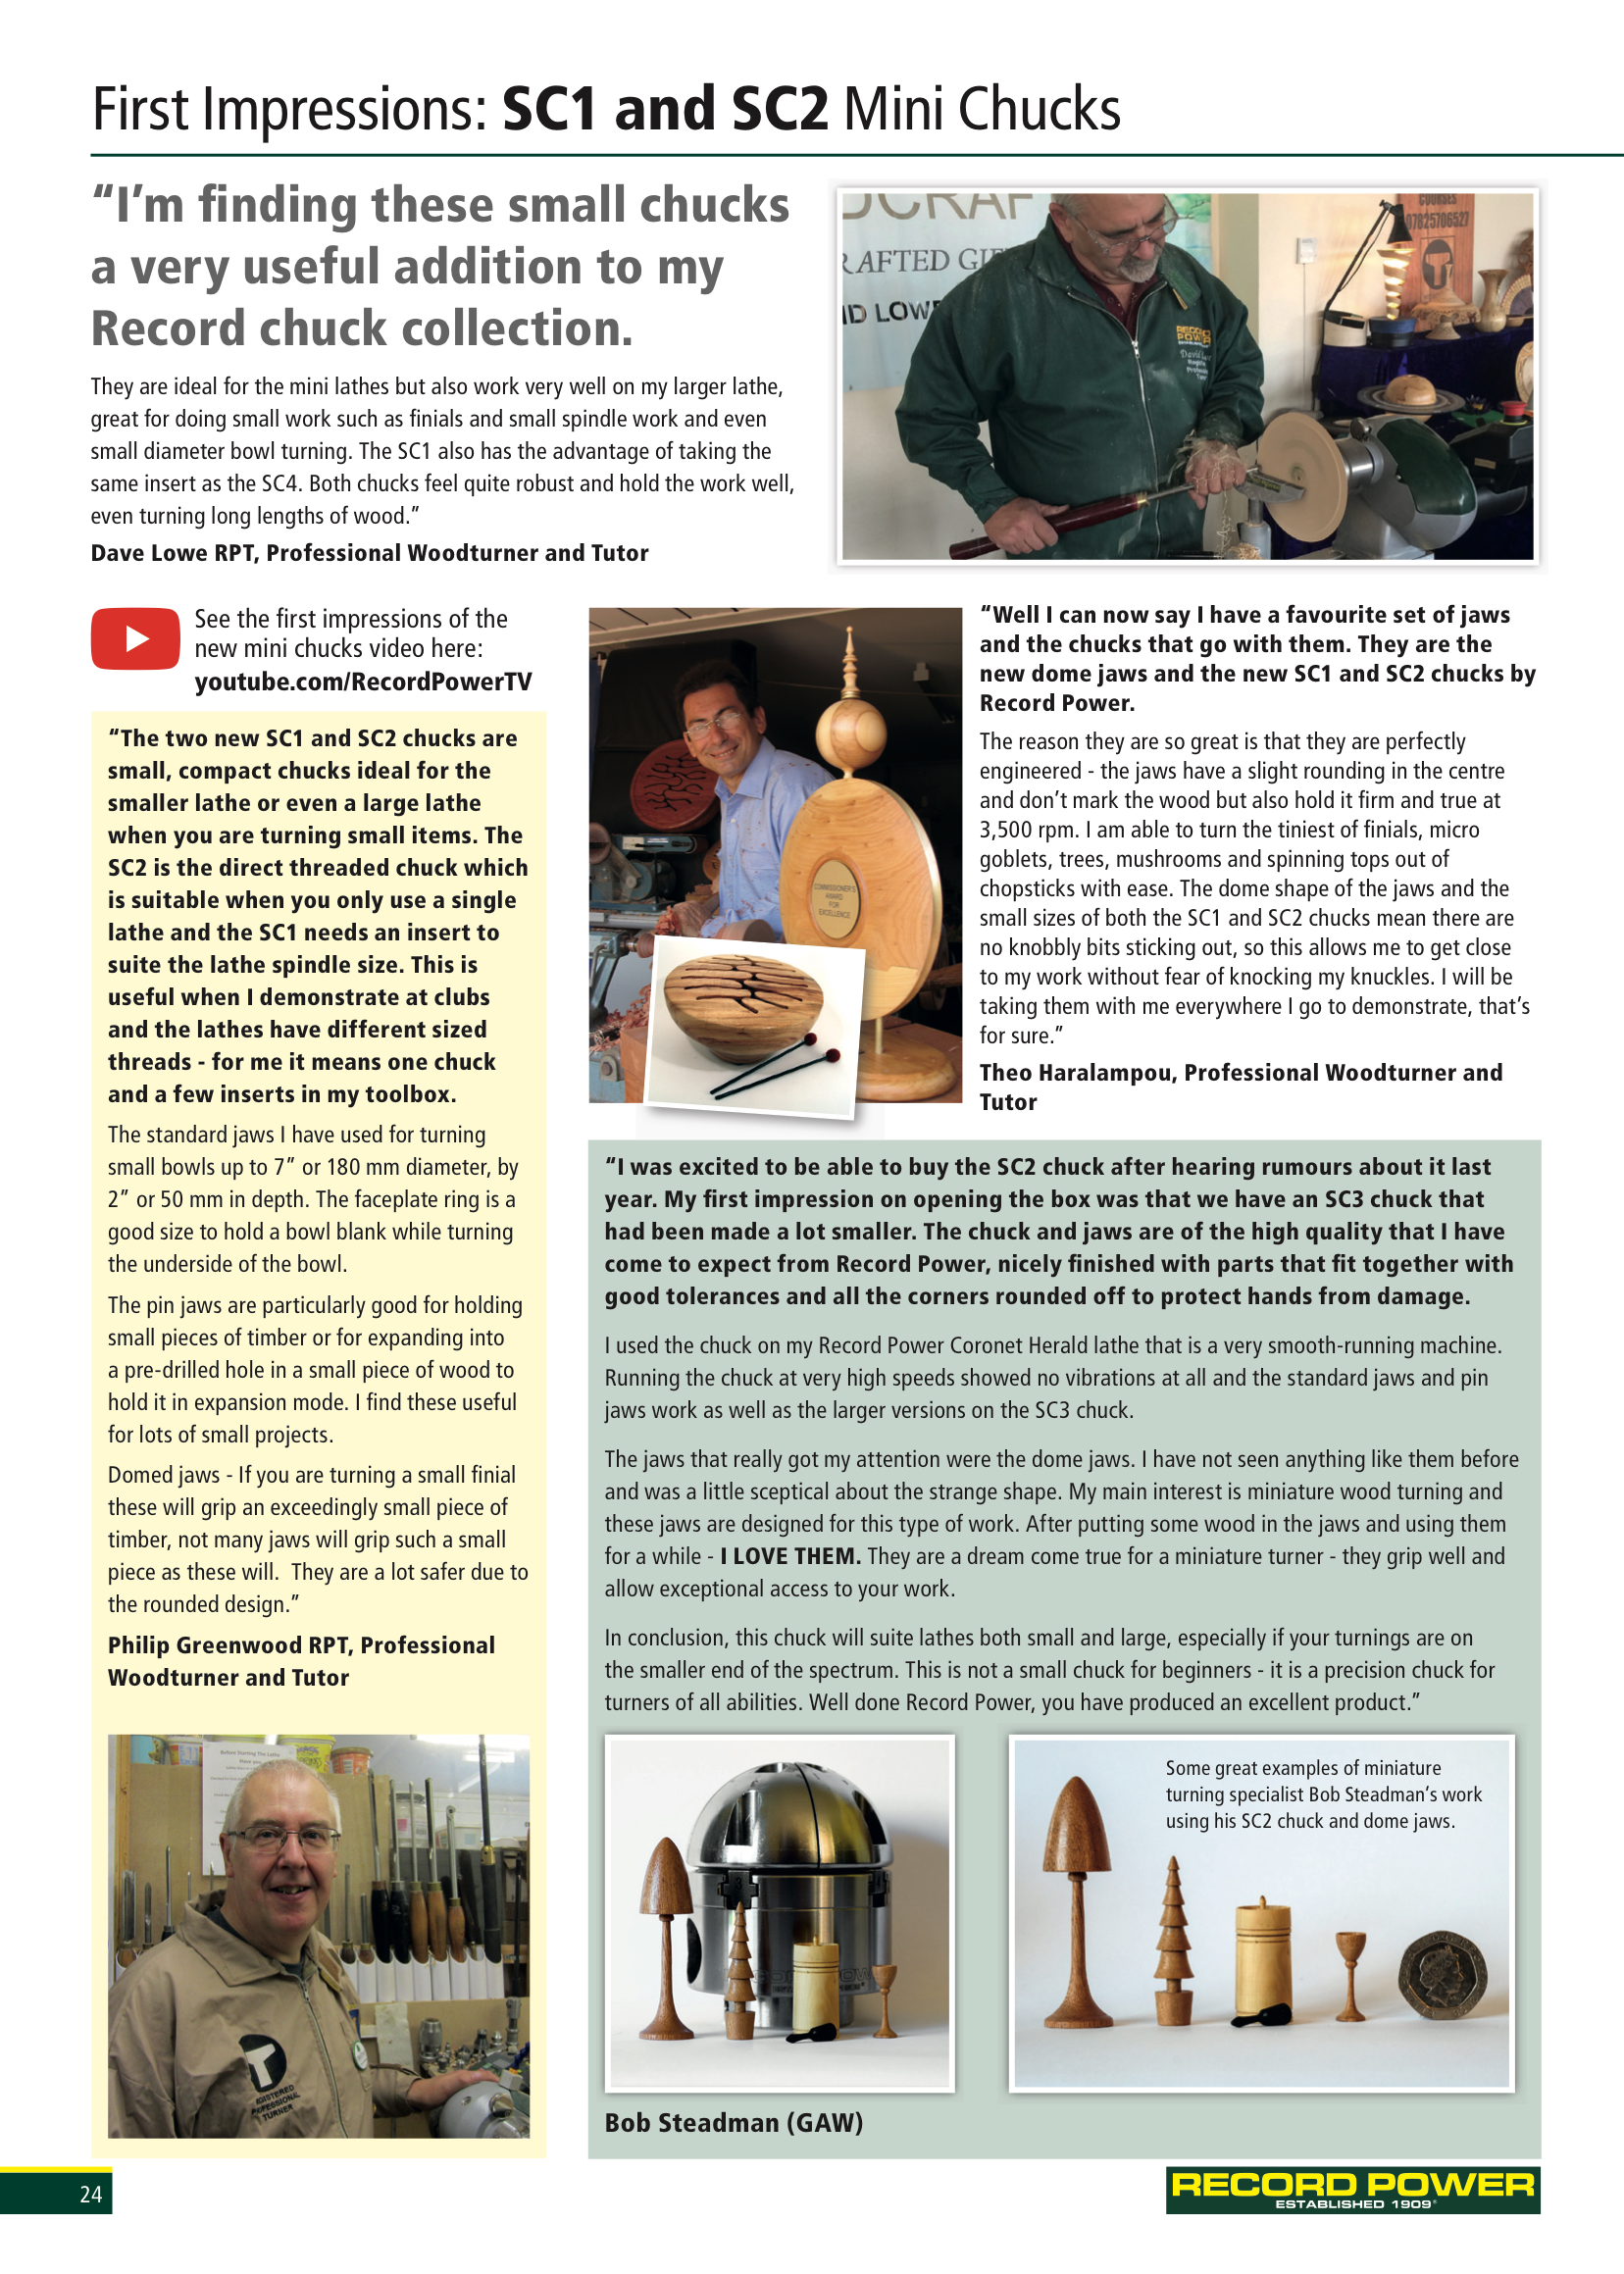 First Impressions: SC1 and SC2 Mini Chucks
“I’m finding these small chucks
a very useful addition to my
Record chuck collection.
They are ideal for the mini lathes but also work very well on my larger lathe,
great for doing small work such as finials and small spindle work and even
small diameter bowl turning. The SC1 also has the advantage of taking the
same insert as the SC4. Both chucks feel quite robust and hold the work well,
even turning long lengths of wood.”
Dave Lowe RPT, Professional Woodturner and Tutor
RAFTED GI
COURSES
07825706527
RECORD
POWER
See the first impressions of the
new mini chucks video here:
youtube.com/RecordPowerTV
“The two new SC1 and SC2 chucks are
small, compact chucks ideal for the
smaller lathe or even a large lathe
when you are turning small items. The
SC2 is the direct threaded chuck which
is suitable when you only use a single
lathe and the SC1 needs an insert to
suite the lathe spindle size. This is
useful when I demonstrate at clubs
and the lathes have different sized
threads - for me it means one chuck
and a few inserts in my toolbox.
The standard jaws I have used for turning
small bowls up to 7” or 180 mm diameter, by
2” or 50 mm in depth. The faceplate ring is a
good size to hold a bowl blank while turning
the underside of the bowl.
The pin jaws are particularly good for holding
small pieces of timber or for expanding into
a pre-drilled hole in a small piece of wood to
hold it in expansion mode. I find these useful
for lots of small projects.
Domed jaws - If you are turning a small finial
these will grip an exceedingly small piece of
timber, not many jaws will grip such a small
piece as these will.  They are a lot safer due to
the rounded design.”
Philip Greenwood RPT, Professional
Woodturner and Tutor
Before Starting The Lathe
REGISTERED
PROFESSIONAL
TURNER
COMMISSIONER'S
AWARD
FOR
EXCELLENCE
“Well I can now say I have a favourite set of jaws
and the chucks that go with them. They are the
new dome jaws and the new SC1 and SC2 chucks by
Record Power.
The reason they are so great is that they are perfectly
engineered - the jaws have a slight rounding in the centre
and don’t mark the wood but also hold it firm and true at
3,500 rpm. I am able to turn the tiniest of finials, micro
goblets, trees, mushrooms and spinning tops out of
chopsticks with ease. The dome shape of the jaws and the
small sizes of both the SC1 and SC2 chucks mean there are
no knobbly bits sticking out, so this allows me to get close
to my work without fear of knocking my knuckles. I will be
taking them with me everywhere I go to demonstrate, that’s
for sure.”
Theo Haralampou, Professional Woodturner and
Tutor
“I was excited to be able to buy the SC2 chuck after hearing rumours about it last
year. My first impression on opening the box was that we have an SC3 chuck that
had been made a lot smaller. The chuck and jaws are of the high quality that I have
come to expect from Record Power, nicely finished with parts that fit together with
good tolerances and all the corners rounded off to protect hands from damage.
I used the chuck on my Record Power Coronet Herald lathe that is a very smooth-running machine.
Running the chuck at very high speeds showed no vibrations at all and the standard jaws and pin
jaws work as well as the larger versions on the SC3 chuck.
The jaws that really got my attention were the dome jaws. I have not seen anything like them before
and was a little sceptical about the strange shape. My main interest is miniature wood turning and
these jaws are designed for this type of work. After putting some wood in the jaws and using them
for a while - I LOVE THEM. They are a dream come true for a miniature turner - they grip well and
allow exceptional access to your work.
In conclusion, this chuck will suite lathes both small and large, especially if your turnings are on
the smaller end of the spectrum. This is not a small chuck for beginners - it is a precision chuck for
turners of all abilities. Well done Record Power, you have produced an excellent product.”
Some great examples of miniature
turning specialist Bob Steadman’s work
using his SC2 chuck and dome jaws.
Bob Steadman (GAW)
24
RECORD POWER
ESTABLISHED 1909®